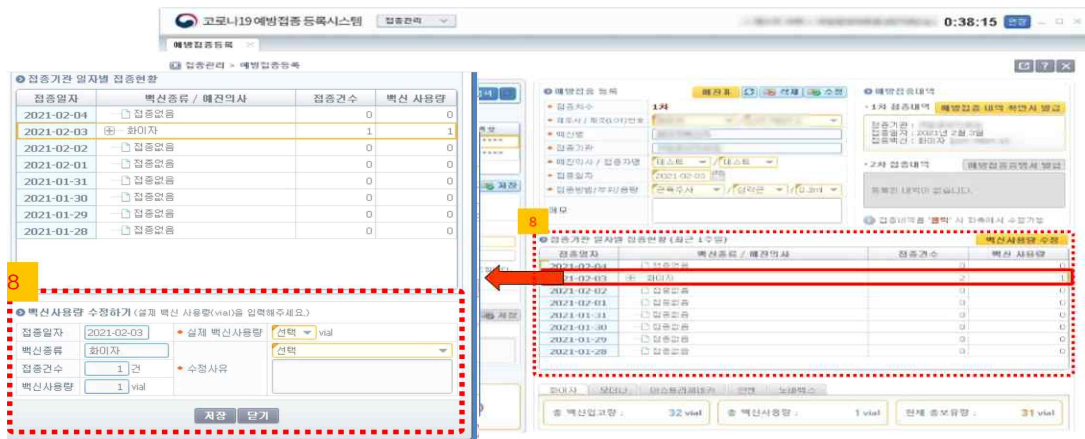 코로나19 예방접종 등록시스템 접종관리
0:38:15 연장
예방접종등록
접종관리 > 예방접종등록
접종기관 일자별 접종현황
접종일자 백신종류 / 예진의사 접종건수 백신 사용량
2021-02-04 접종없음 0 0
2021-02-03 화이자 1 1
2021-02-02 접종없음 0 0
2021-02-01 접종없음 0 0
2021-01-31 접종없음 0 0
2021-01-30 접종없음 0 0
2021-01-29 접종없음 0 0
2021-01-28 접종없음 0 0
8
백신사용량 수정하기 (실제 백신 사용량(vial)을 입력해주세요.)
접종일자 2021-02-03 * 실제 백신사용량 선택 vial
백신종류 화이자 선택
접종건수 1 건 * 수정사유
백신사용량 1 vial
저장 닫기
저장
저장
예방접종 등록 예진표 삭제 수정
* 접종차수 1차
* 백신명
* 접종기관
* 예진의사 / 접종자명 테스트 / 테스트
* 접종일자 2021-02-03
* 접종방법/부위/용량 근육주사 / 삼각근 /
메모
예방접종내역
1차 접종내역 예방접종 내역 확인서 발급
접종기관 :
접종일자 : 2021년 2월 3일
접종백신 : 화이자
2차 접종내역 예방접종증명서 발급
등록된 내역이 없습니다.
접종내역을 '클릭' 시 좌측에서 수정가능
8
접종기관 일자별 접종현황 (최근 1주일) 백신사용량 수정
접종일자 백신종류 / 예진의사 접종건수 백신 사용량
2021-02-04 접종없음 0 0
2021-02-03 화이자 2 1
2021-02-02 접종없음 0 0
2021-02-01 접종없음 0 0
2021-01-31 접종없음 0 0
2021-01-30 접종없음 0 0
2021-01-29 접종없음 0 0
2021-01-28 접종없음 0 0
화이자 모더나 아스트라제네카 얀센 노바백스
총 백신입고량 : 32 vial 총 백신사용량 : 1 vial 현재 총보유량 : 31 vial